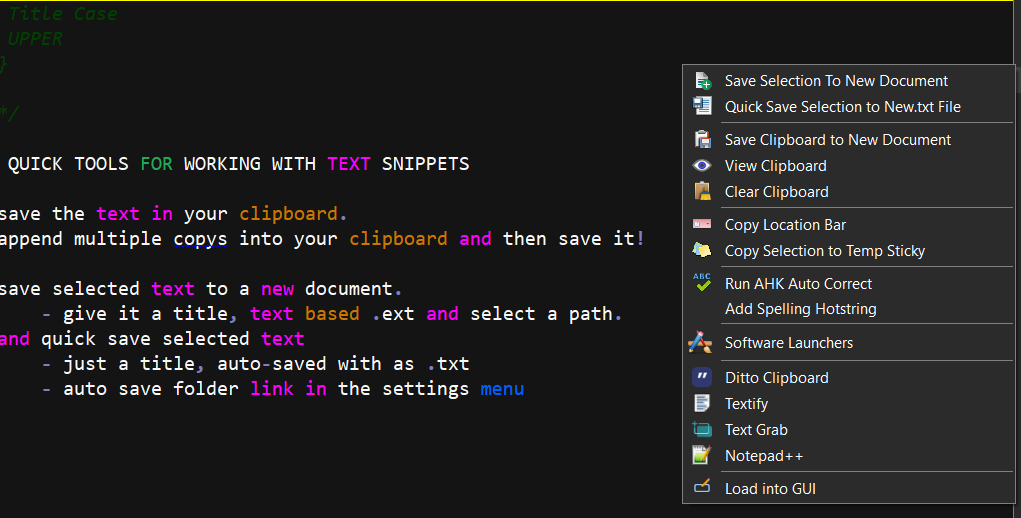 Title Case
UPPER
}
*/
QUICK TOOLS FOR WORKING WITH TEXT SNIPPETS
save the text in your clipboard.
append multiple copys into your clipboard and then save it!
save selected text to a new document.
- give it a title, text based .ext and select a path.
and quick save selected text
- just a title, auto-saved with as .txt
- auto save folder link in the settings menu
Save Selection To New Document
Quick Save Selection to New.txt File
Save Clipboard to New Document
View Clipboard
Clear Clipboard
Copy Location Bar
Copy Selection to Temp Sticky
ABC
Run AHK Auto Correct
Add Spelling Hotstring
Software Launchers
Ditto Clipboard
Textify
Text Grab
Notepad++
Load into GUI